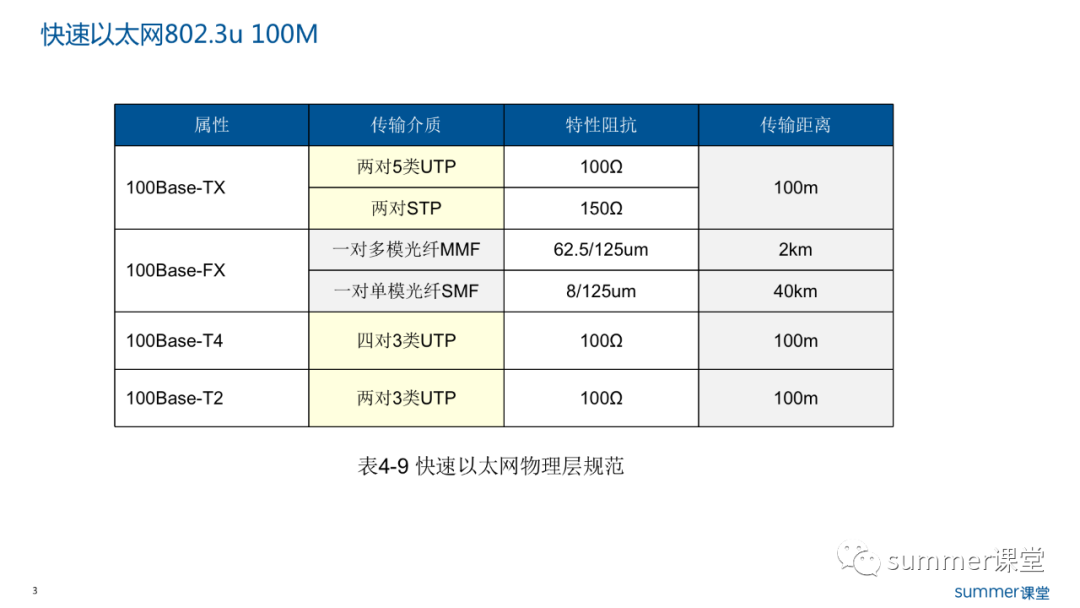 快速以太网802.3u 100M
属性 传输介质 特性阻抗 传输距离
100Base-TX 两对5类UTP 100Ω 100m
两对STP 150Ω
100Base-FX 一对多模光纤MMF 62.5/125um 2km
一对单模光纤SMF 8/125um 40km
100Base-T4 四对3类UTP 100Ω 100m
100Base-T2 两对3类UTP 100Ω 100m
表4-9 快速以太网物理层规范
summer课堂
3
summer课堂